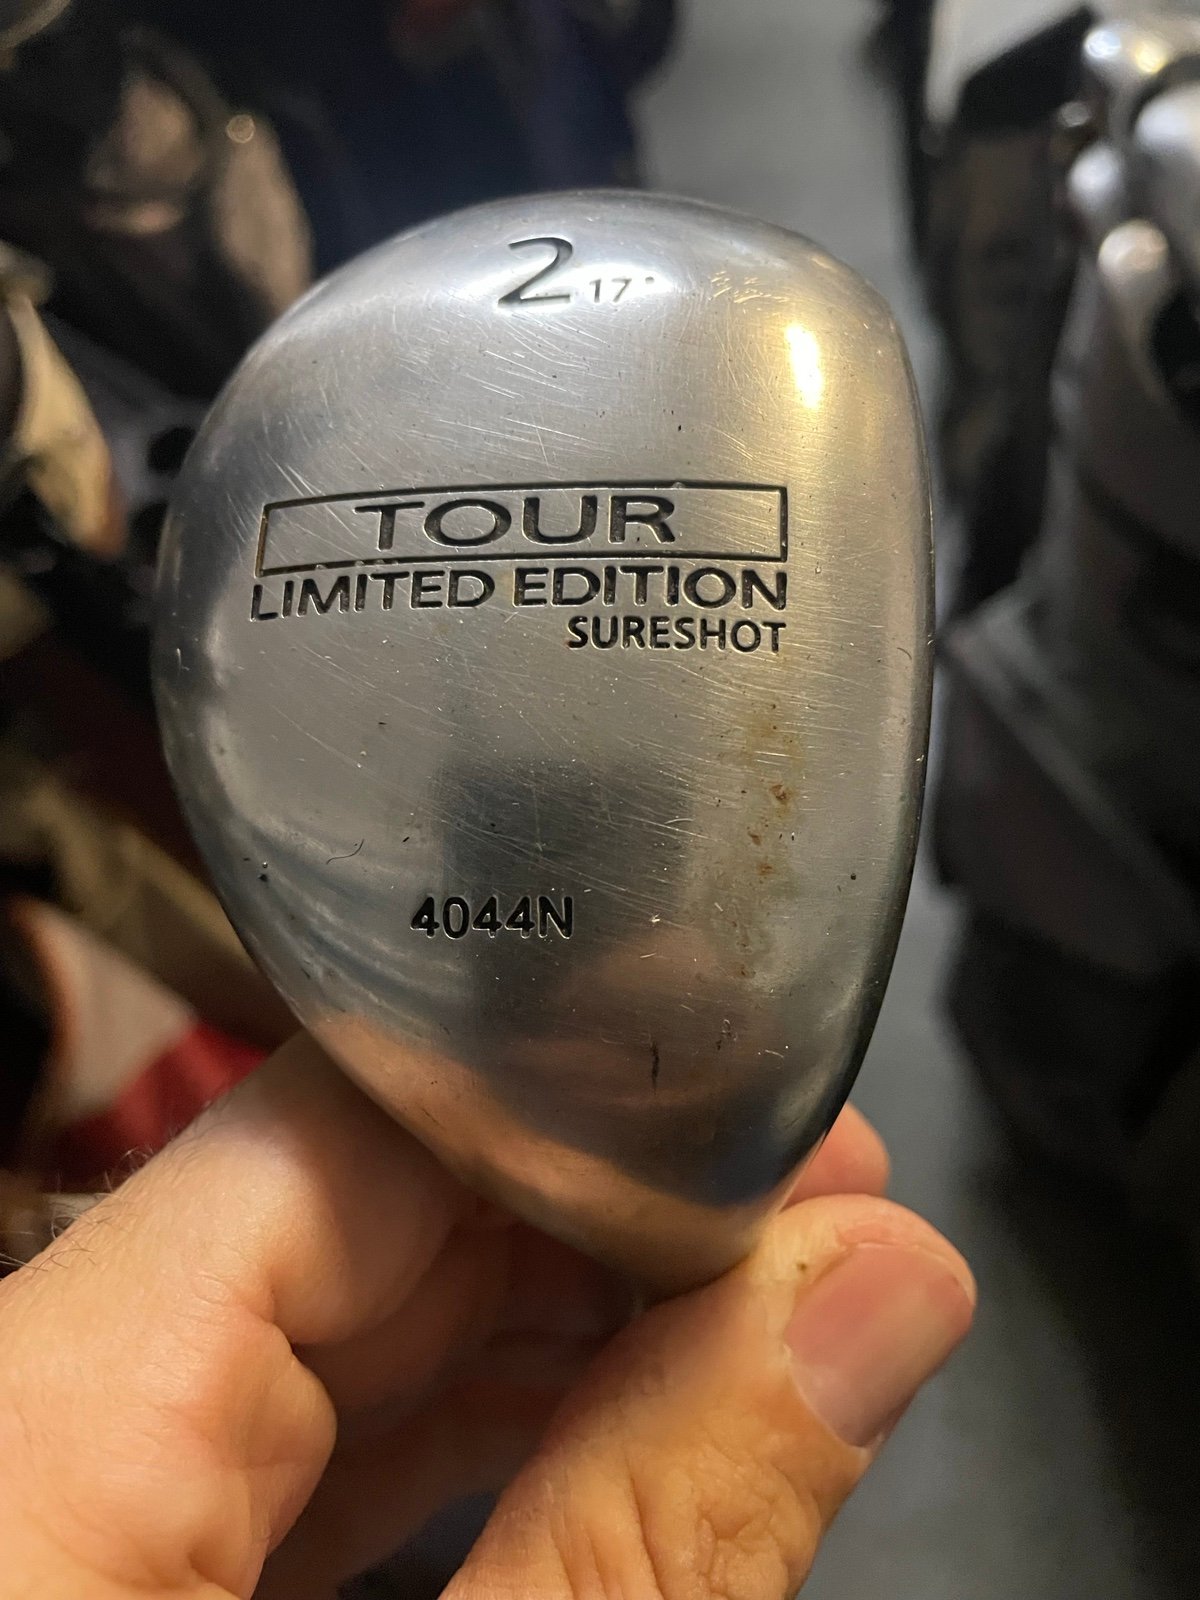 2 17°
TOUR
LIMITED EDITION
SURESHOT
4044N